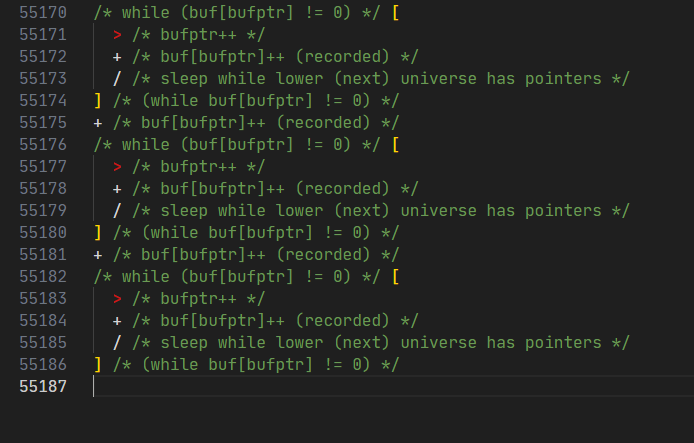 55170 /* while (buf[bufptr] != 0) */ [
55171 > /* bufptr++ */
55172 + /* buf[bufptr]++ (recorded) */
55173 / /* sleep while lower (next) universe has pointers */
55174 ] /* (while buf[bufptr] != 0) */
55175 + /* buf[bufptr]++ (recorded) */
55176 /* while (buf[bufptr] != 0) */ [
55177 > /* bufptr++ */
55178 + /* buf[bufptr]++ (recorded) */
55179 / /* sleep while lower (next) universe has pointers */
55180 ] /* (while buf[bufptr] != 0) */
55181 + /* buf[bufptr]++ (recorded) */
55182 /* while (buf[bufptr] != 0) */ [
55183 > /* bufptr++ */
55184 + /* buf[bufptr]++ (recorded) */
55185 / /* sleep while lower (next) universe has pointers */
55186 ] /* (while buf[bufptr] != 0) */
55187